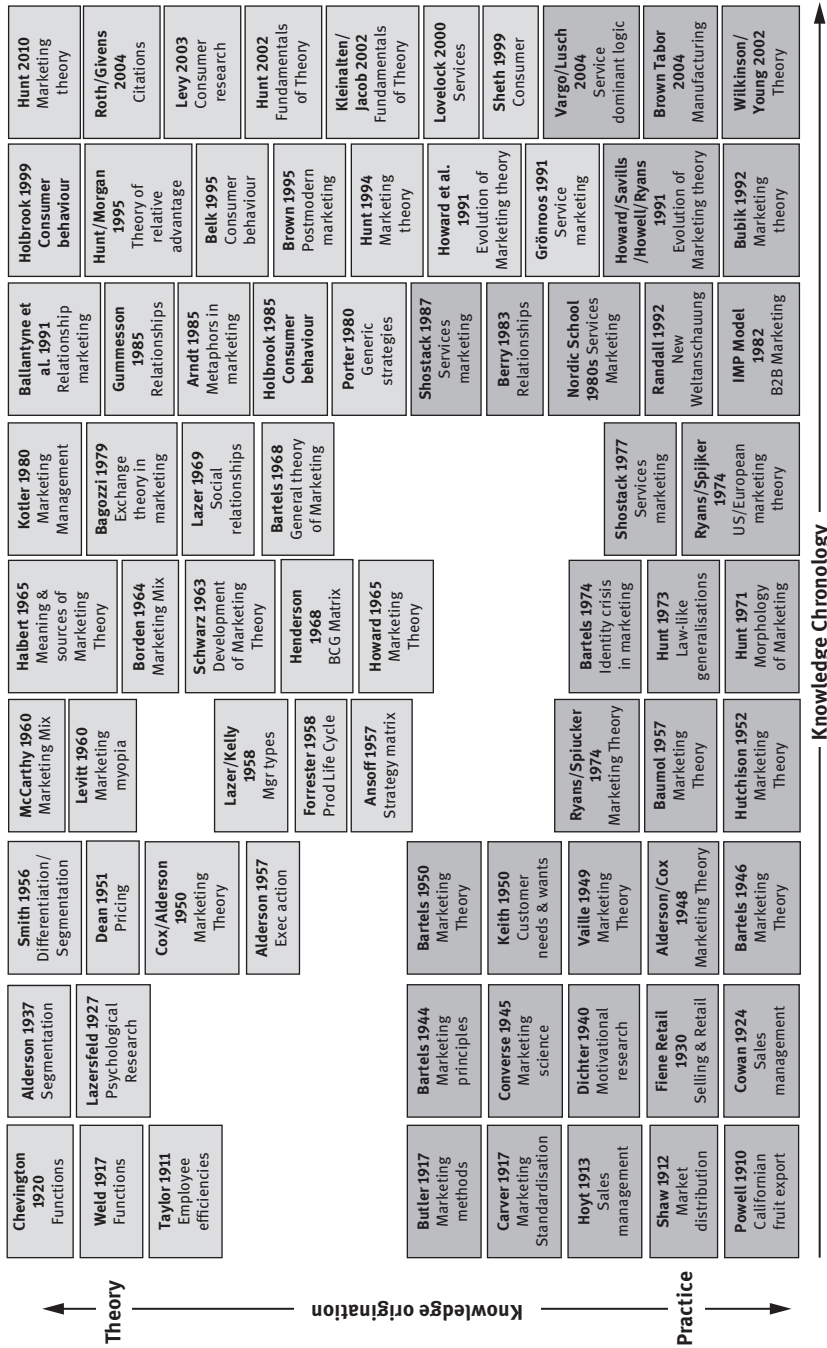 Theory
Knowledge origination
Practice
Chevington
1920
Functions
Weld 1917
Functions
Taylor 1911
Employee
efficiencies
Butler 1917
Marketing
methods
Carver 1917
Marketing
Standardisation
Hoyt 1913
Sales
management
Shaw 1912
Market
distribution
Powell 1910
Californian
fruit export
Alderson 1937
Segmentation
Lazersfeld 1927
Psychological
Research
Bartels 1944
Marketing
principles
Converse 1945
Marketing
science
Dichter 1940
Motivational
research
Fiene Retail
1930
Selling & Retail
Cowan 1924
Sales
management
Smith 1956
Differentiation/
Segmentation
Dean 1951
Pricing
Cox/Alderson
1950
Marketing
Theory
Alderson 1957
Exec action
Bartels 1950
Marketing
Theory
Keith 1950
Customer
needs & wants
Vaille 1949
Marketing
Theory
Alderson/Cox
1948
Marketing Theory
Bartels 1946
Marketing
Theory
McCarthy 1960
Marketing Mix
Levitt 1960
Marketing
myopia
Lazer/Kelly
1958
Mgr types
Forrester 1958
Prod Life Cycle
Ansoff 1957
Strategy matrix
Ryans/Spiucker
1974
Marketing Theory
Baumol 1957
Marketing
Theory
Hutchison 1952
Marketing
Theory
Halbert 1965
Meaning &
sources of
Marketing
Theory
Borden 1964
Marketing Mix
Schwarz 1963
Development
of Marketing
Theory
Henderson
1968
BCG Matrix
Howard 1965
Marketing
Theory
Bartels 1974
Identity crisis
in marketing
Hunt 1973
Law-like
generalisations
Hunt 1971
Morphology
of Marketing
Kotler 1980
Marketing
Management
Bagozzi 1979
Exchange
theory in
marketing
Lazer 1969
Social
relationships
Bartels 1968
General theory
of Marketing
Shostack 1977
Services
marketing
Ryans/Spijker
1974
US/European
marketing
theory
Ballantyne et
al. 1991
Relationship
marketing
Gummesson
1985
Relationships
Arndt 1985
Metaphors in
marketing
Holbrook 1985
Consumer
behaviour
Porter 1980
Generic
strategies
Shostack 1987
Services
marketing
Berry 1983
Relationships
Nordic School
1980s Services
Marketing
Randall 1992
New
Weltanschauung
IMP Model
1982
B2B Marketing
Holbrook 1999
Consumer
behaviour
Hunt/Morgan
1995
Theory of
relative
advantage
Belk 1995
Consumer
behaviour
Brown 1995
Postmodern
marketing
Hunt 1994
Marketing
theory
Howard et al.
1991
Evolution of
Marketing theory
Grönroos 1991
Service
marketing
Howard/Savills
/Howell/Ryans
1991
Evolution of
Marketing theory
Bubik 1992
Marketing
theory
Hunt 2010
Marketing
theory
Roth/Givens
2004
Citations
Levy 2003
Consumer
research
Hunt 2002
Fundamentals
of Theory
Kleinalten/
Jacob 2002
Fundamentals
of Theory
Lovelock 2000
Services
Sheth 1999
Consumer
Vargo/Lusch
2004
Service
dominant logic
Brown Tabor
2004
Manufacturing
Wilkinson/
Young 2002
Theory
Knowledge Chronology